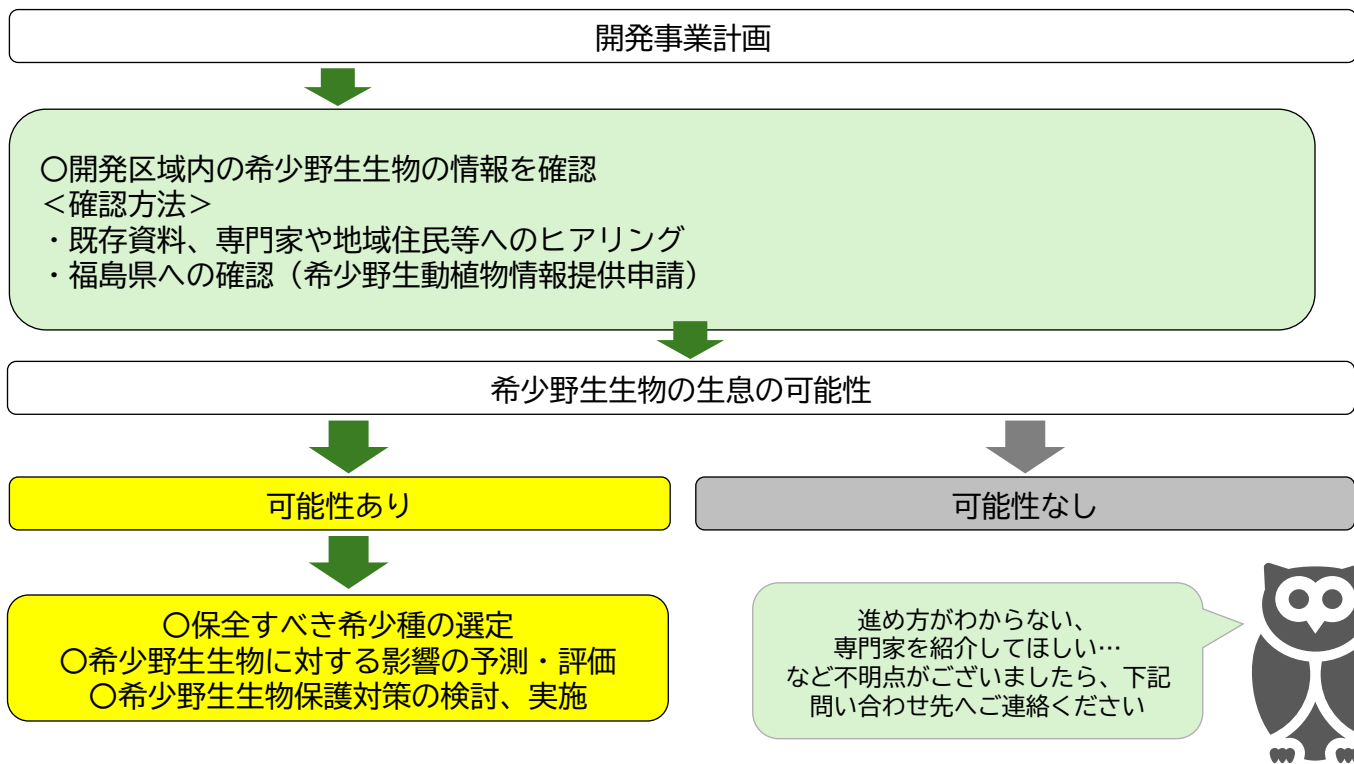 開発事業計画
〇開発区域内の希少野生生物の情報を確認
＜確認方法＞
・既存資料、専門家や地域住民等へのヒアリング
・福島県への確認（希少野生動植物情報提供申請）
希少野生生物の生息の可能性
可能性あり
可能性なし
〇保全すべき希少種の選定
〇希少野生生物に対する影響の予測・評価
〇希少野生生物保護対策の検討、実施
進め方がわからない、
専門家を紹介してほしい…
など不明点がございましたら、下記
問い合わせ先へご連絡ください